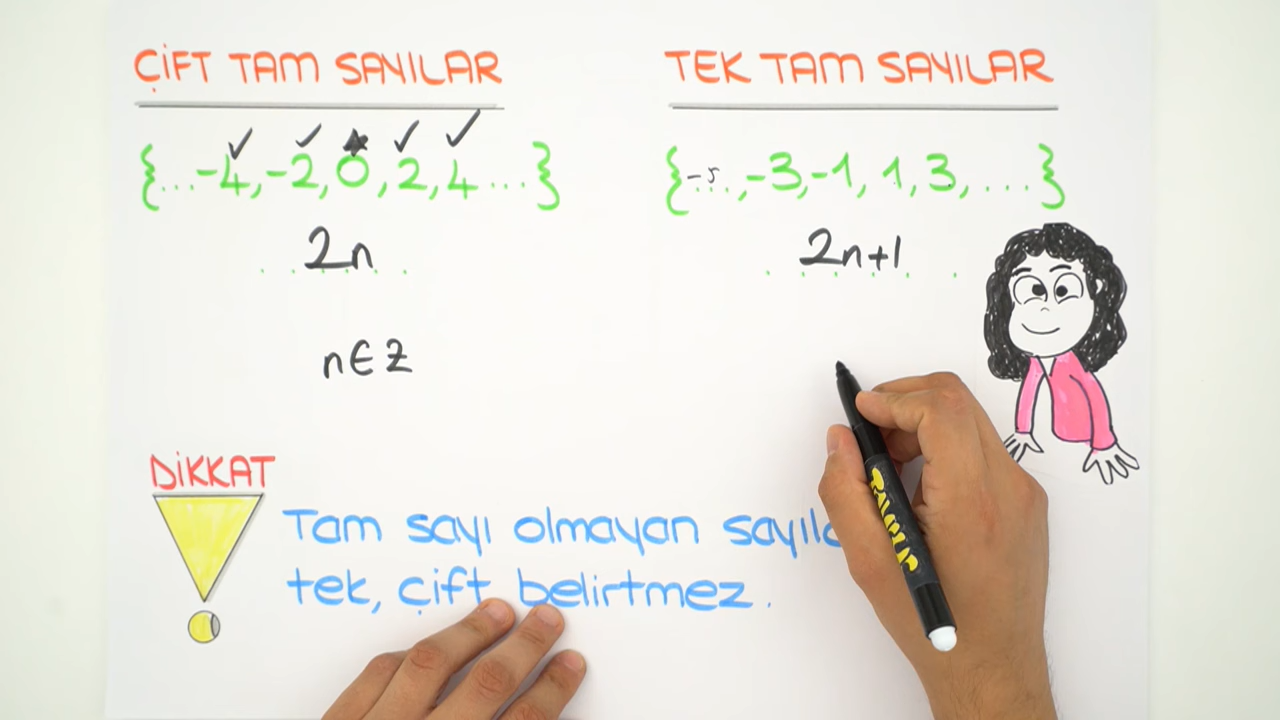 ÇİFT TAM SAYILAR
{...-4, -2, 0, 2, 4 ...}
2n
n∈Z
TEK TAM SAYILAR
{-5..., -3, -1, 1, 3, ...}
2n+1
DİKKAT
Tam sayı olmayan
tek, çift belirtmez.